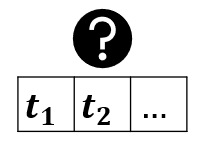 ?
t₁ t₂ ...